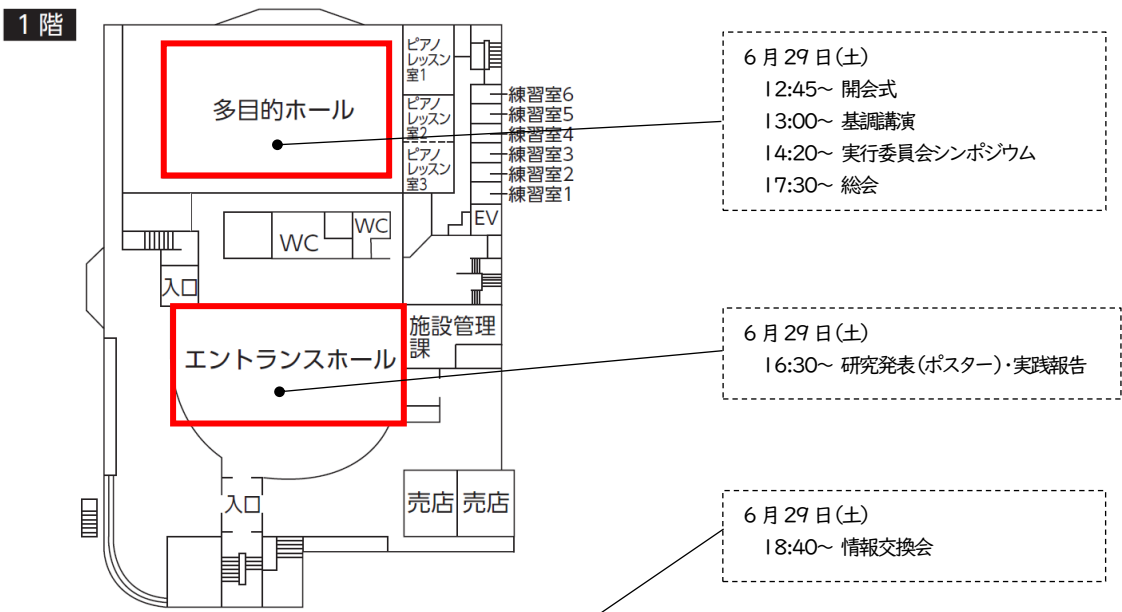 1階
ピアノ
レッスン
室1
多目的ホール
ピアノ
レッスン
室2
ピアノ
レッスン
室3
練習室6
練習室5
練習室4
練習室3
練習室2
練習室1
WC
WC
EV
入口
施設管理
課
エントランスホール
入口
売店
売店
6月29日(土)
12:45~ 開会式
13:00~ 基調講演
14:20~ 実行委員会シンポジウム
17:30~ 総会
6月29日(土)
16:30~ 研究発表(ポスター)・実践報告
6月29日(土)
18:40~ 情報交換会